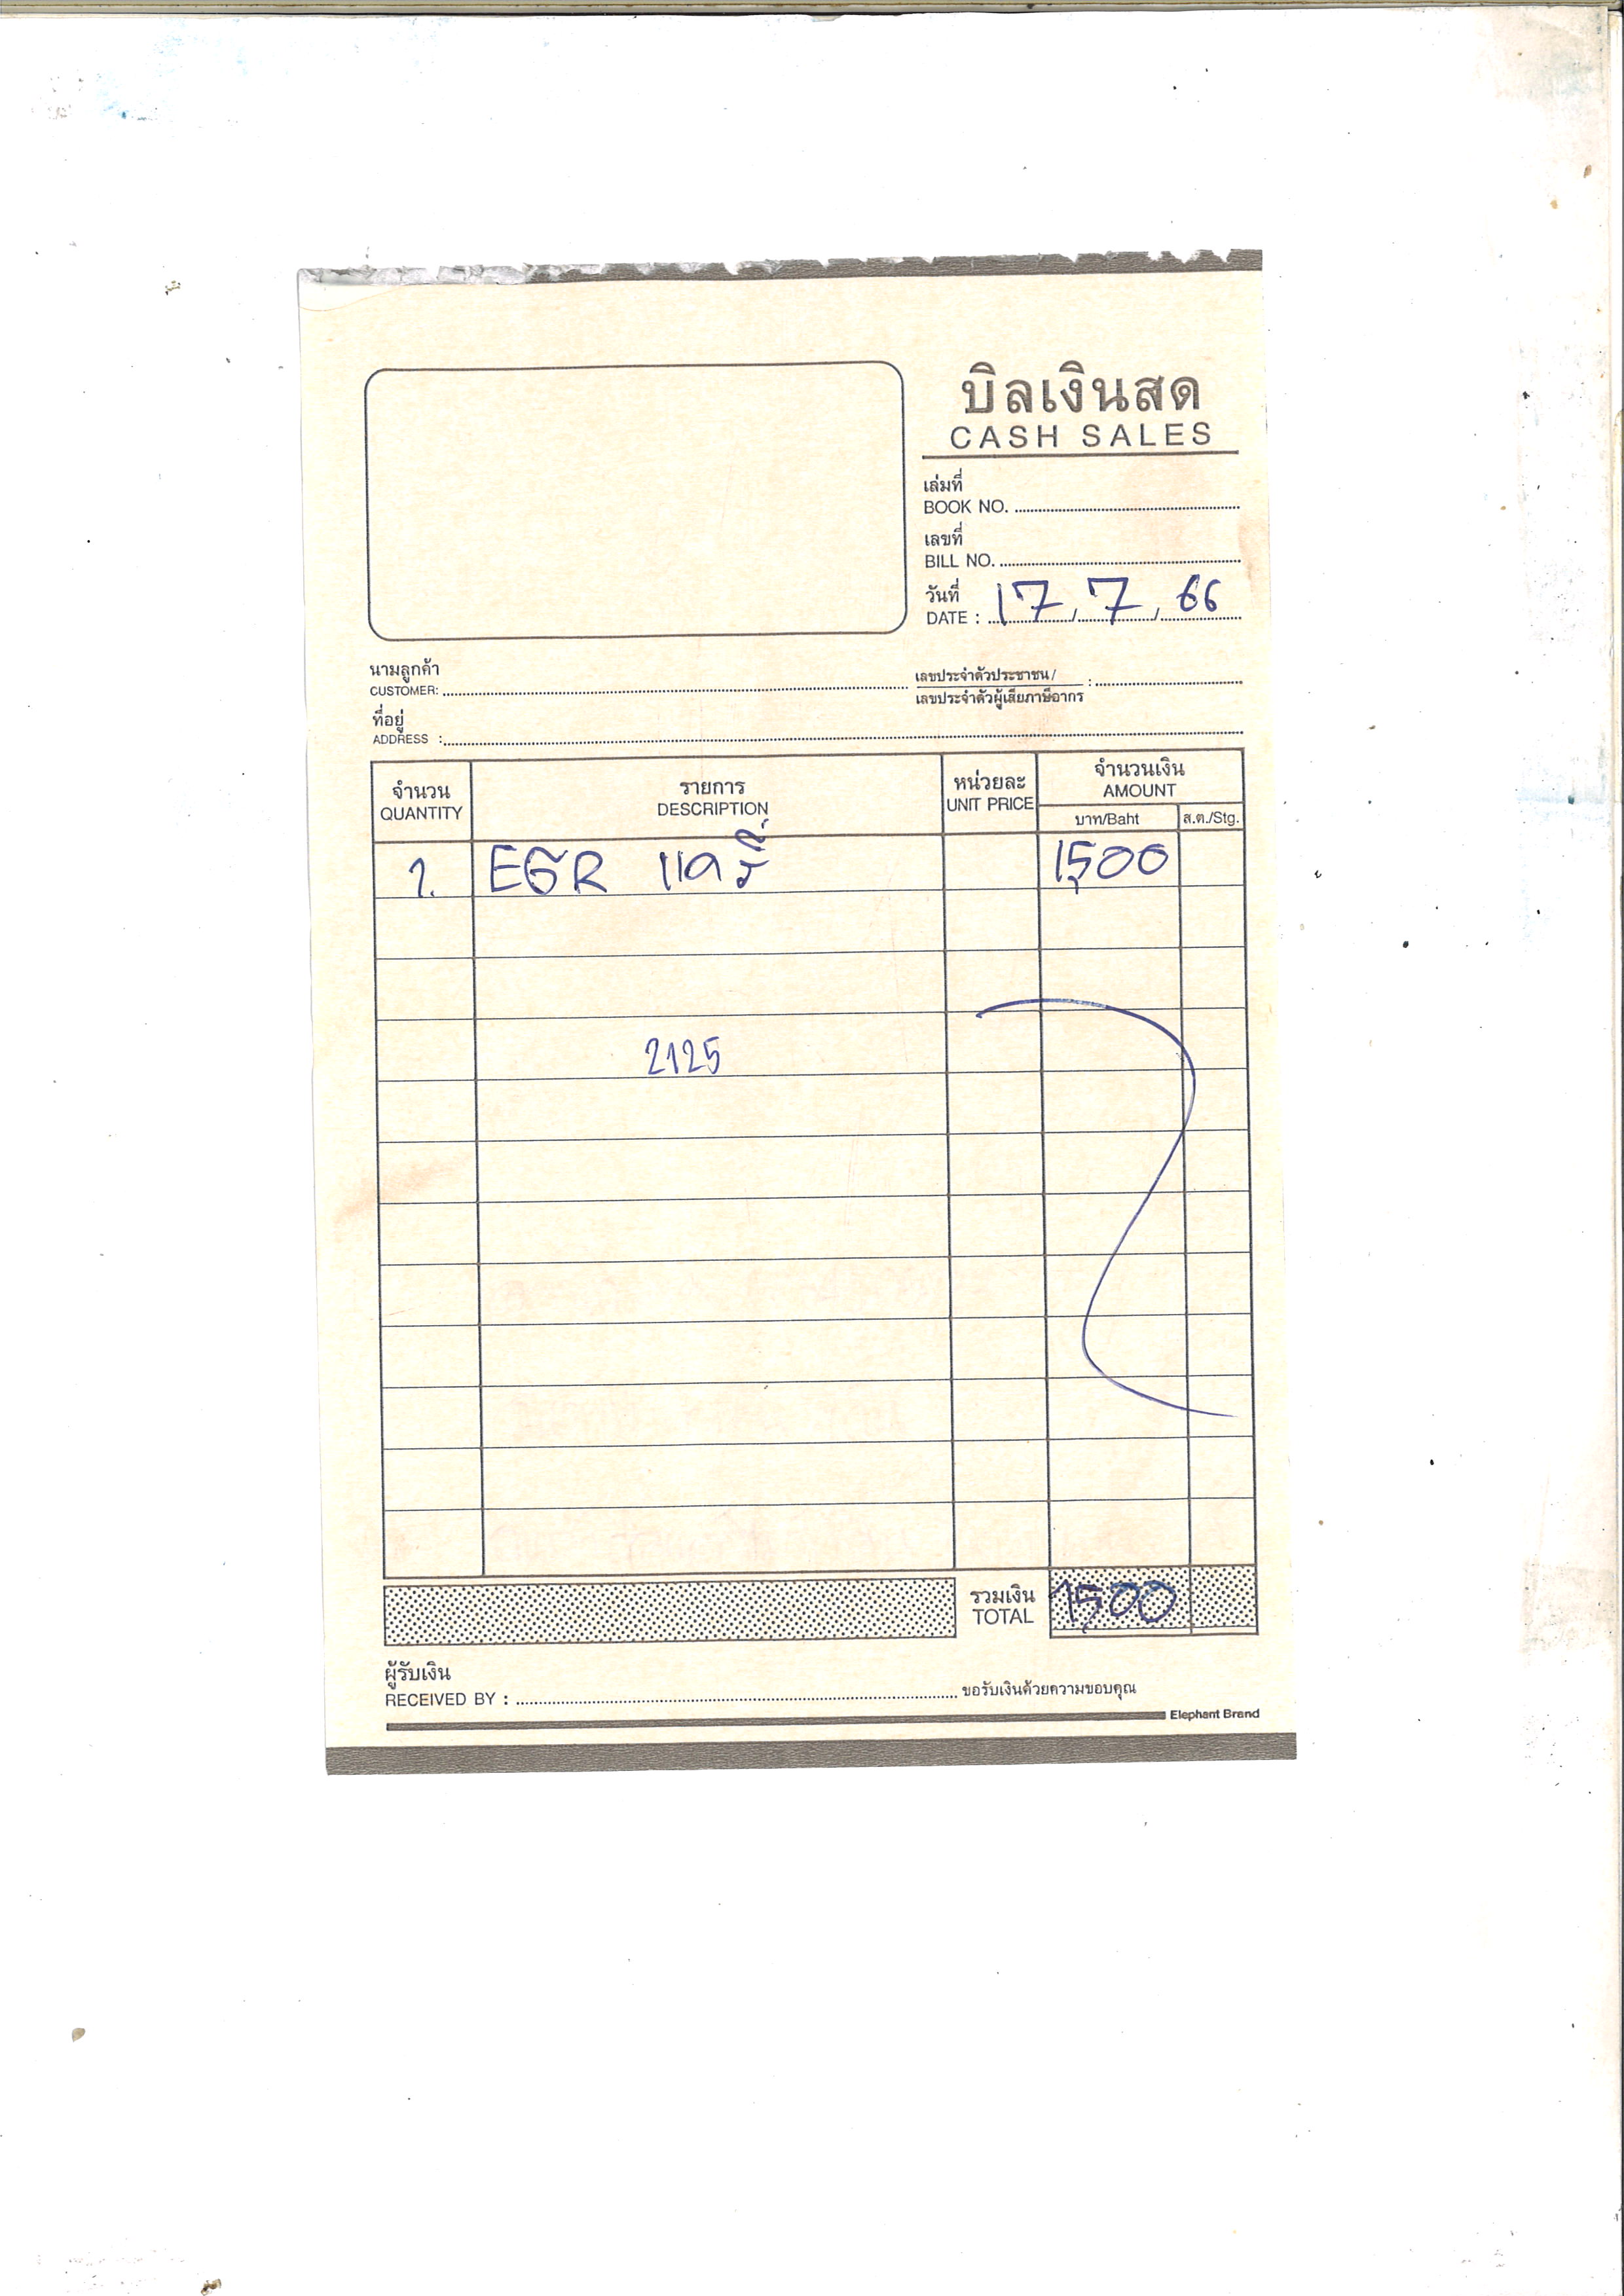 บิลเงินสด
CASH SALES
เล่มที่
BOOK NO.
เลขที่
BILL NO.
วันที่
DATE : 17/7/66
นามลูกค้า
CUSTOMER:
เลขประจำตัวประชาชน/
เลขประจำตัวผู้เสียภาษีอากร :
ที่อยู่
ADDRESS :
จำนวน รายการ หน่วยละ จำนวนเงิน
QUANTITY DESCRIPTION UNIT PRICE AMOUNT
บาท/Baht ส.ต./Stg.
1. EGR แครี่ 1,500
2125
รวมเงิน
TOTAL 1,500
ผู้รับเงิน
RECEIVED BY : ขอรับเงินด้วยความขอบคุณ
Elephant Brand